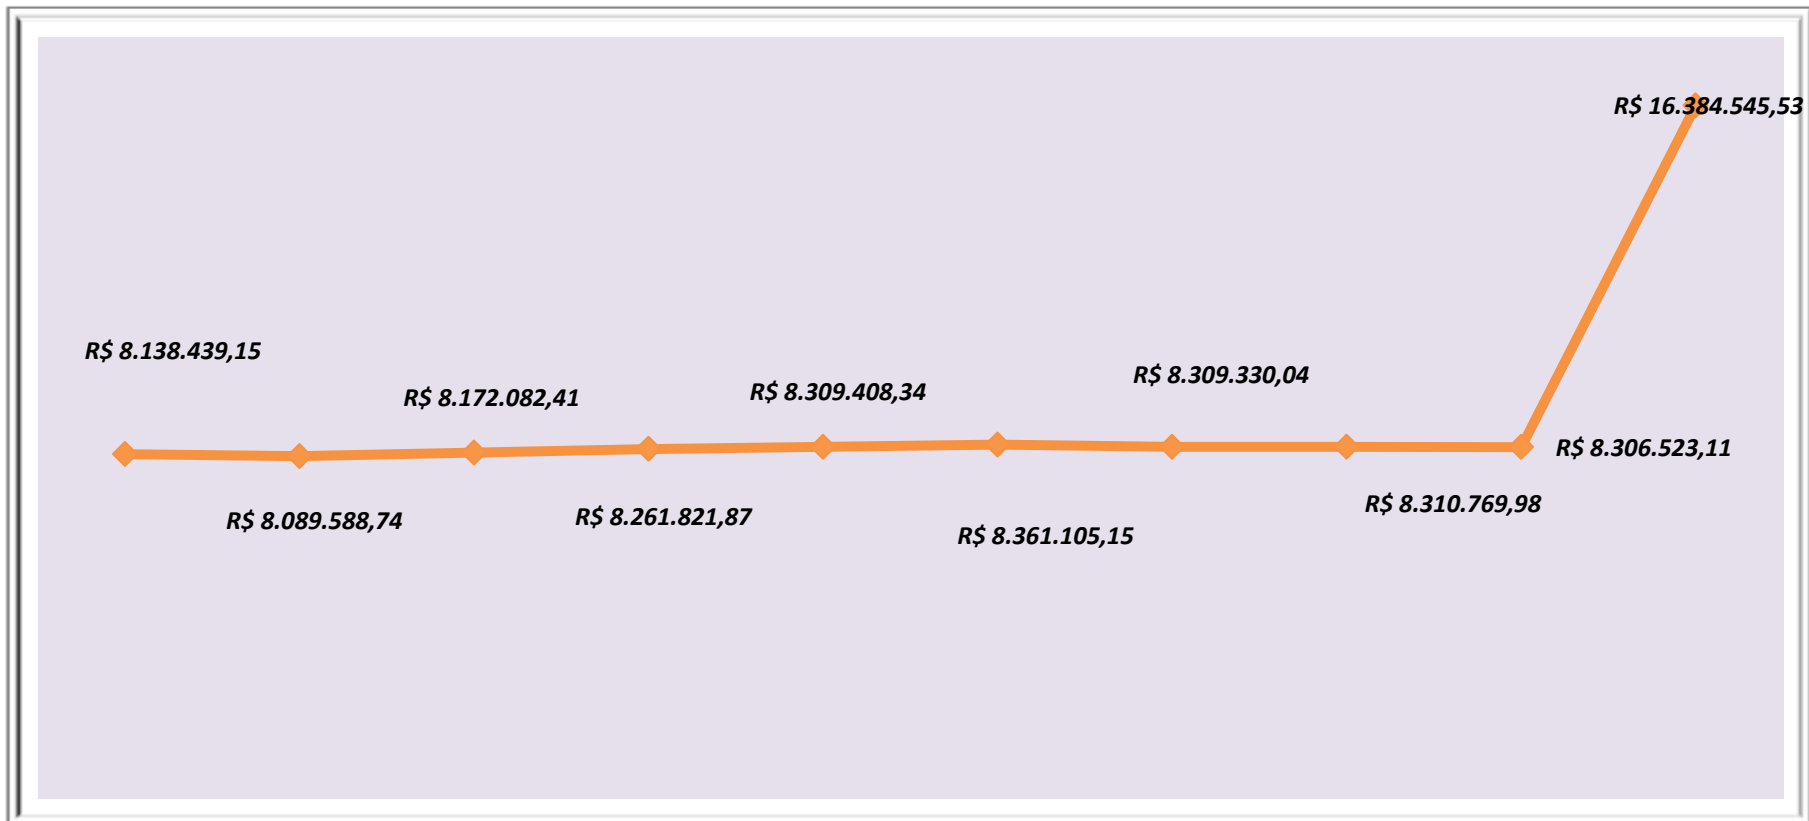 R$ 8.138.439,15
R$ 8.089.588,74
R$ 8.172.082,41
R$ 8.261.821,87
R$ 8.309.408,34
R$ 8.361.105,15
R$ 8.309.330,04
R$ 8.310.769,98
R$ 8.306.523,11
R$ 16.384.545,53